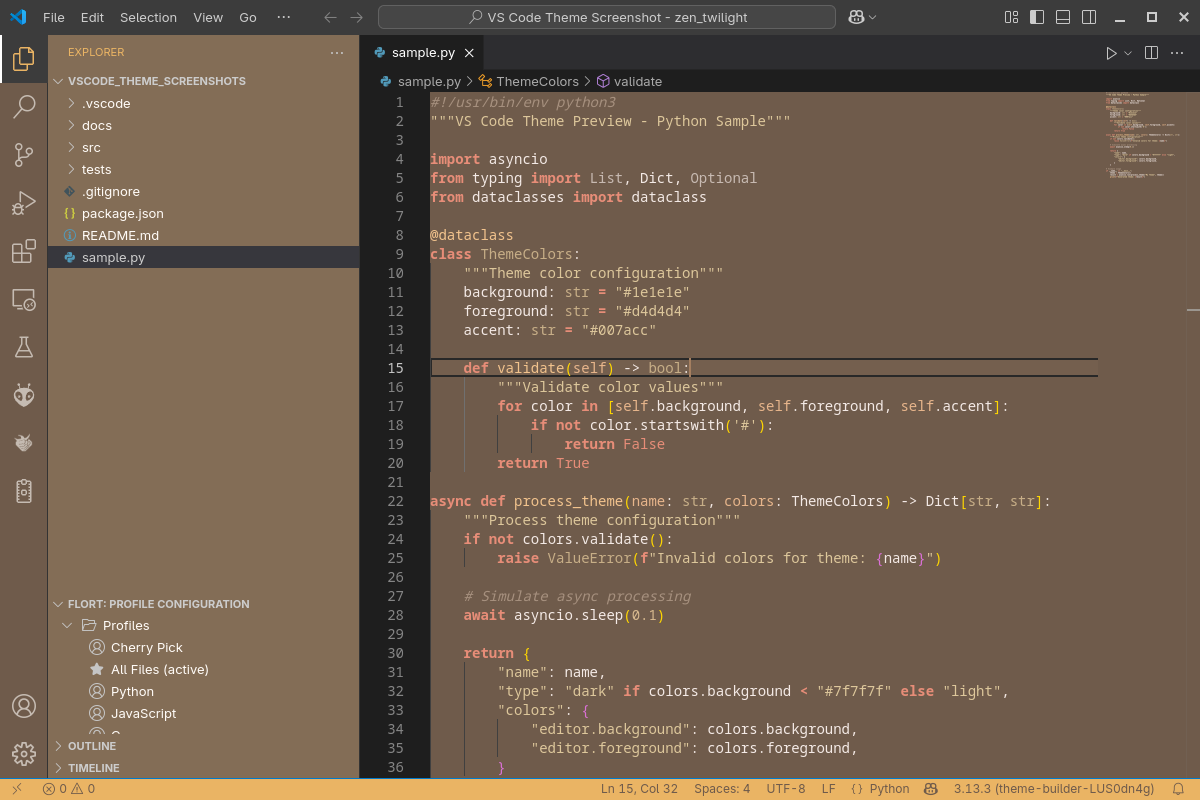 File Edit Selection View Go ···
VS Code Theme Screenshot - zen_twilight
EXPLORER
VSCODE_THEME_SCREENSHOTS
.vscode
docs
src
tests
.gitignore
package.json
README.md
sample.py
FLORT: PROFILE CONFIGURATION
Profiles
Cherry Pick
All Files (active)
Python
JavaScript
OUTLINE
TIMELINE
sample.py
sample.py > ThemeColors > validate
1 #!/usr/bin/env python3
2 """VS Code Theme Preview - Python Sample"""
3
4 import asyncio
5 from typing import List, Dict, Optional
6 from dataclasses import dataclass
7
8 @dataclass
9 class ThemeColors:
10 """Theme color configuration"""
11 background: str = "#1e1e1e"
12 foreground: str = "#d4d4d4"
13 accent: str = "#007acc"
14
15 def validate(self) -> bool:
16 """Validate color values"""
17 for color in [self.background, self.foreground, self.accent]:
18 if not color.startswith('#'):
19 return False
20 return True
21
22 async def process_theme(name: str, colors: ThemeColors) -> Dict[str, str]:
23 """Process theme configuration"""
24 if not colors.validate():
25 raise ValueError(f"Invalid colors for theme: {name}")
26
27 # Simulate async processing
28 await asyncio.sleep(0.1)
29
30 return {
31 "name": name,
32 "type": "dark" if colors.background < "#7f7f7f" else "light",
33 "colors": {
34 "editor.background": colors.background,
35 "editor.foreground": colors.foreground,
36 }
0 0 Ln 15, Col 32 Spaces: 4 UTF-8 LF {} Python 3.13.3 (theme-builder-LUS0dn4g)